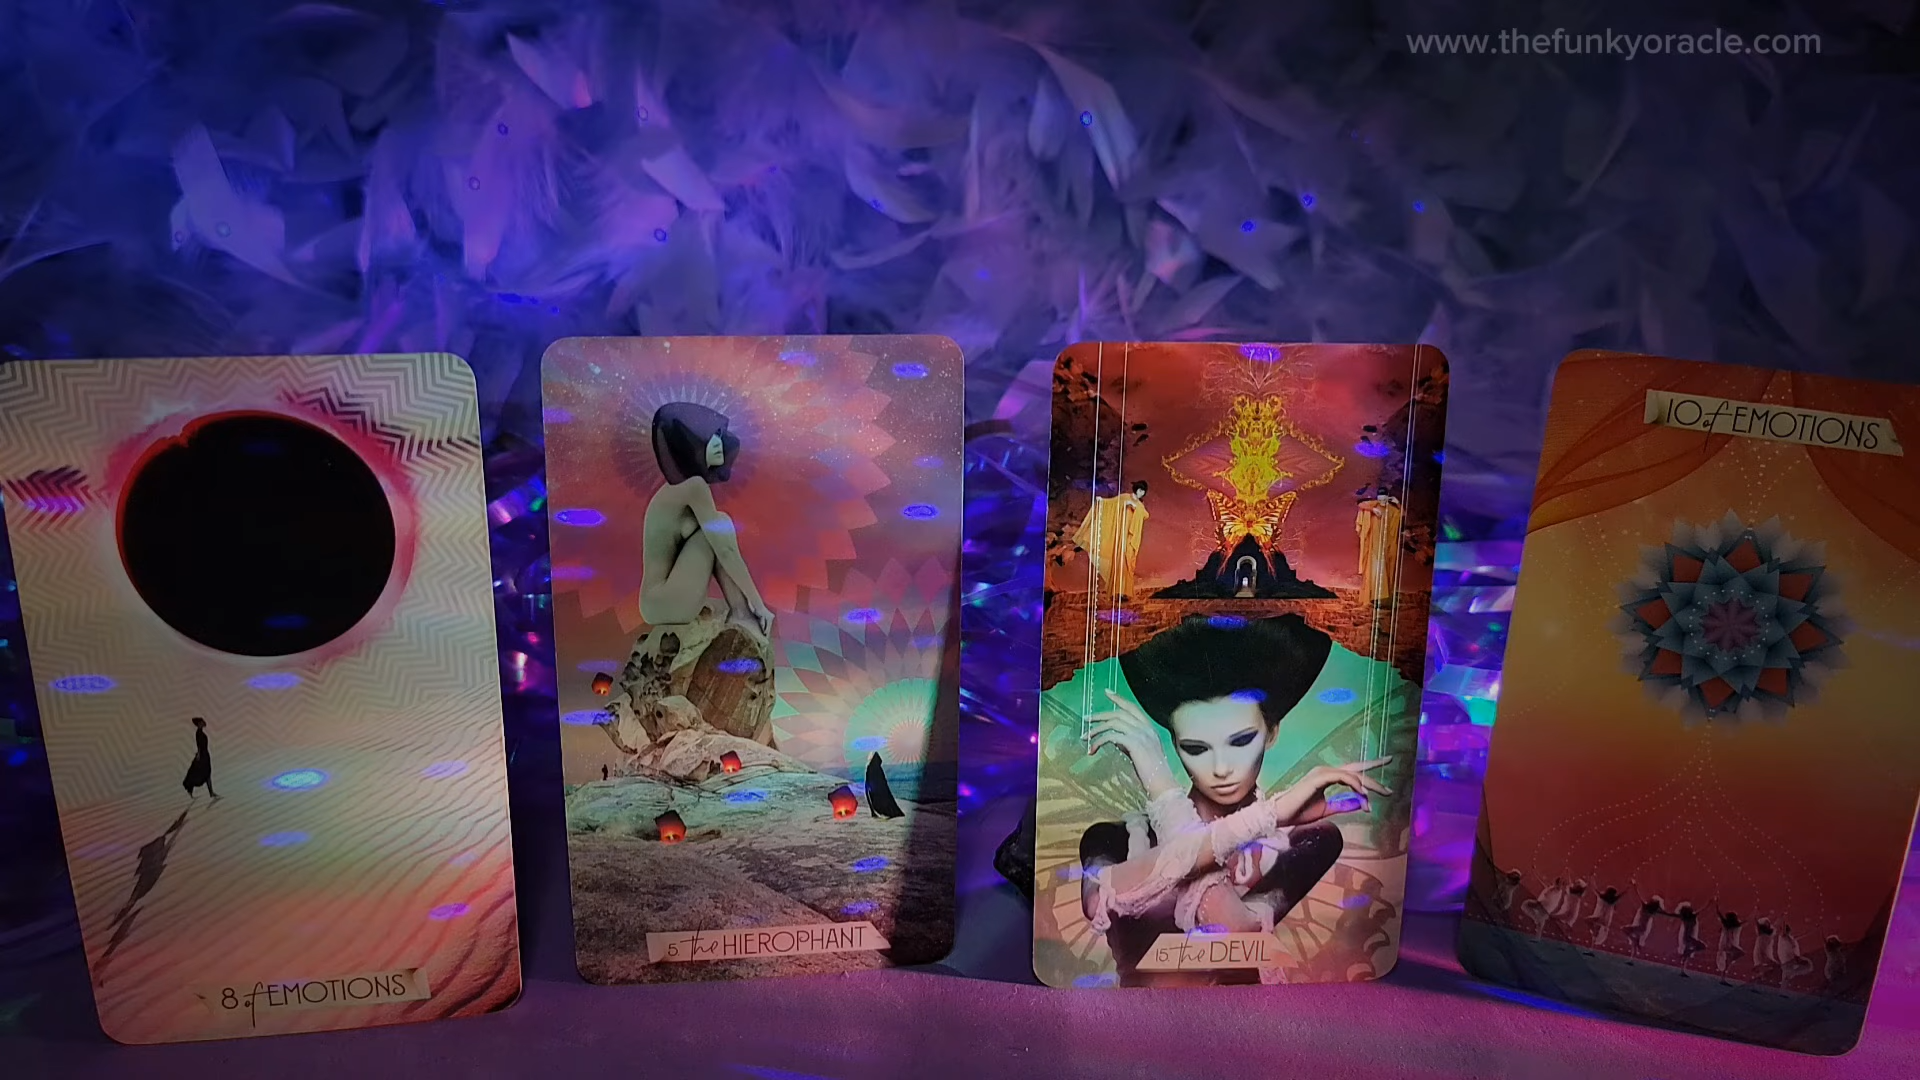 www.thefunkyoracle.com
8 of EMOTIONS
5 the HIEROPHANT
15 the DEVIL
10 of EMOTIONS